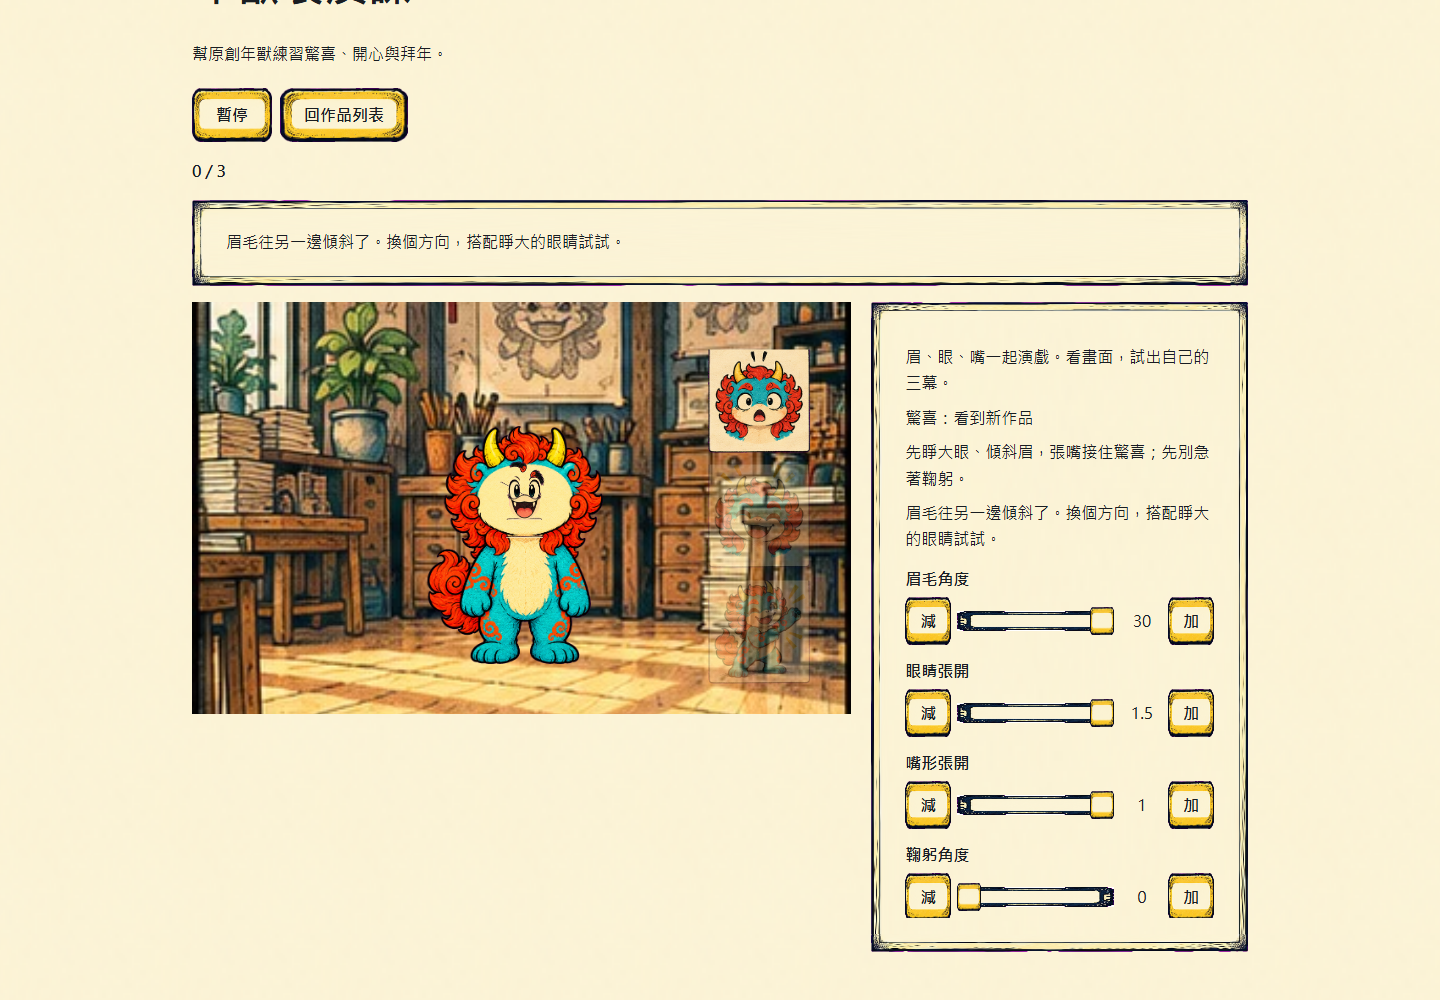 幫原創年獸練習驚喜、開心與拜年。
暫停
回作品列表
0 / 3
眉毛往另一邊傾斜了。換個方向，搭配睜大的眼睛試試。
眉、眼、嘴一起演戲。看畫面，試出自己的
三幕。
驚喜：看到新作品
先睜大眼、傾斜眉，張嘴接住驚喜；先別急
著鞠躬。
眉毛往另一邊傾斜了。換個方向，搭配睜大
的眼睛試試。
眉毛角度
減
30
加
眼睛張開
減
1.5
加
嘴形張開
減
1
加
鞠躬角度
減
0
加